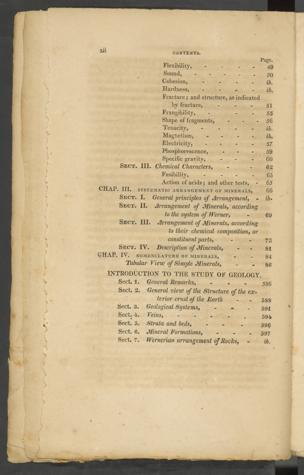 xii CONTENTS.
Page.
Flexibility, - - - - 49
Sound, - - - - - 50
Cohesion, - - - - ib.
Hardness, - - - - ib.
Fracture; and structure, as indicated
by fracture, - - - 51
Frangibility, - - - - 55
Shape of fragments, - - - 56
Tenacity, - - - - ib.
Magnetism, - - - - ib.
Electricity, - - - - 57
Phosphorescence, - - - 59
Specific gravity, - - - 60
SECT. III. Chemical Characters, - - 62
Fusibility, - - - - 63
Action of acids; and other tests, - 65
CHAP. III. SYSTEMATIC ARRANGEMENT OF MINERALS, 66
SECT. I. General principles of Arrangement, - ib.
SECT. II. Arrangement of Minerals, according
to the system of Werner, - - 69
SECT. III. Arrangement of Minerals, according
to their chemical composition, or
constituent parts, - - - 73
SECT. IV. Description of Minerals, - - 81
CHAP. IV. NOMENCLATURE OF MINERALS, - - 84
Tabular View of Simple Minerals, - - 86
INTRODUCTION TO THE STUDY OF GEOLOGY.
Sect. 1. General Remarks, - - - - 585
Sect. 2. General view of the Structure of the ex-
terior crust of the Earth - - 588
Sect. 3. Geological Systems, - - - - 591
Sect. 4. Veins, - - - - - 594
Sect. 5. Strata and beds, - - - - 596
Sect. 6. Mineral Formations, - - - - 597
Sect. 7. Wernerian arrangement of Rocks, - - ib.